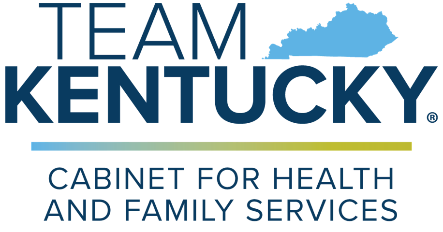 TEAM
KENTUCKY®
CABINET FOR HEALTH
AND FAMILY SERVICES